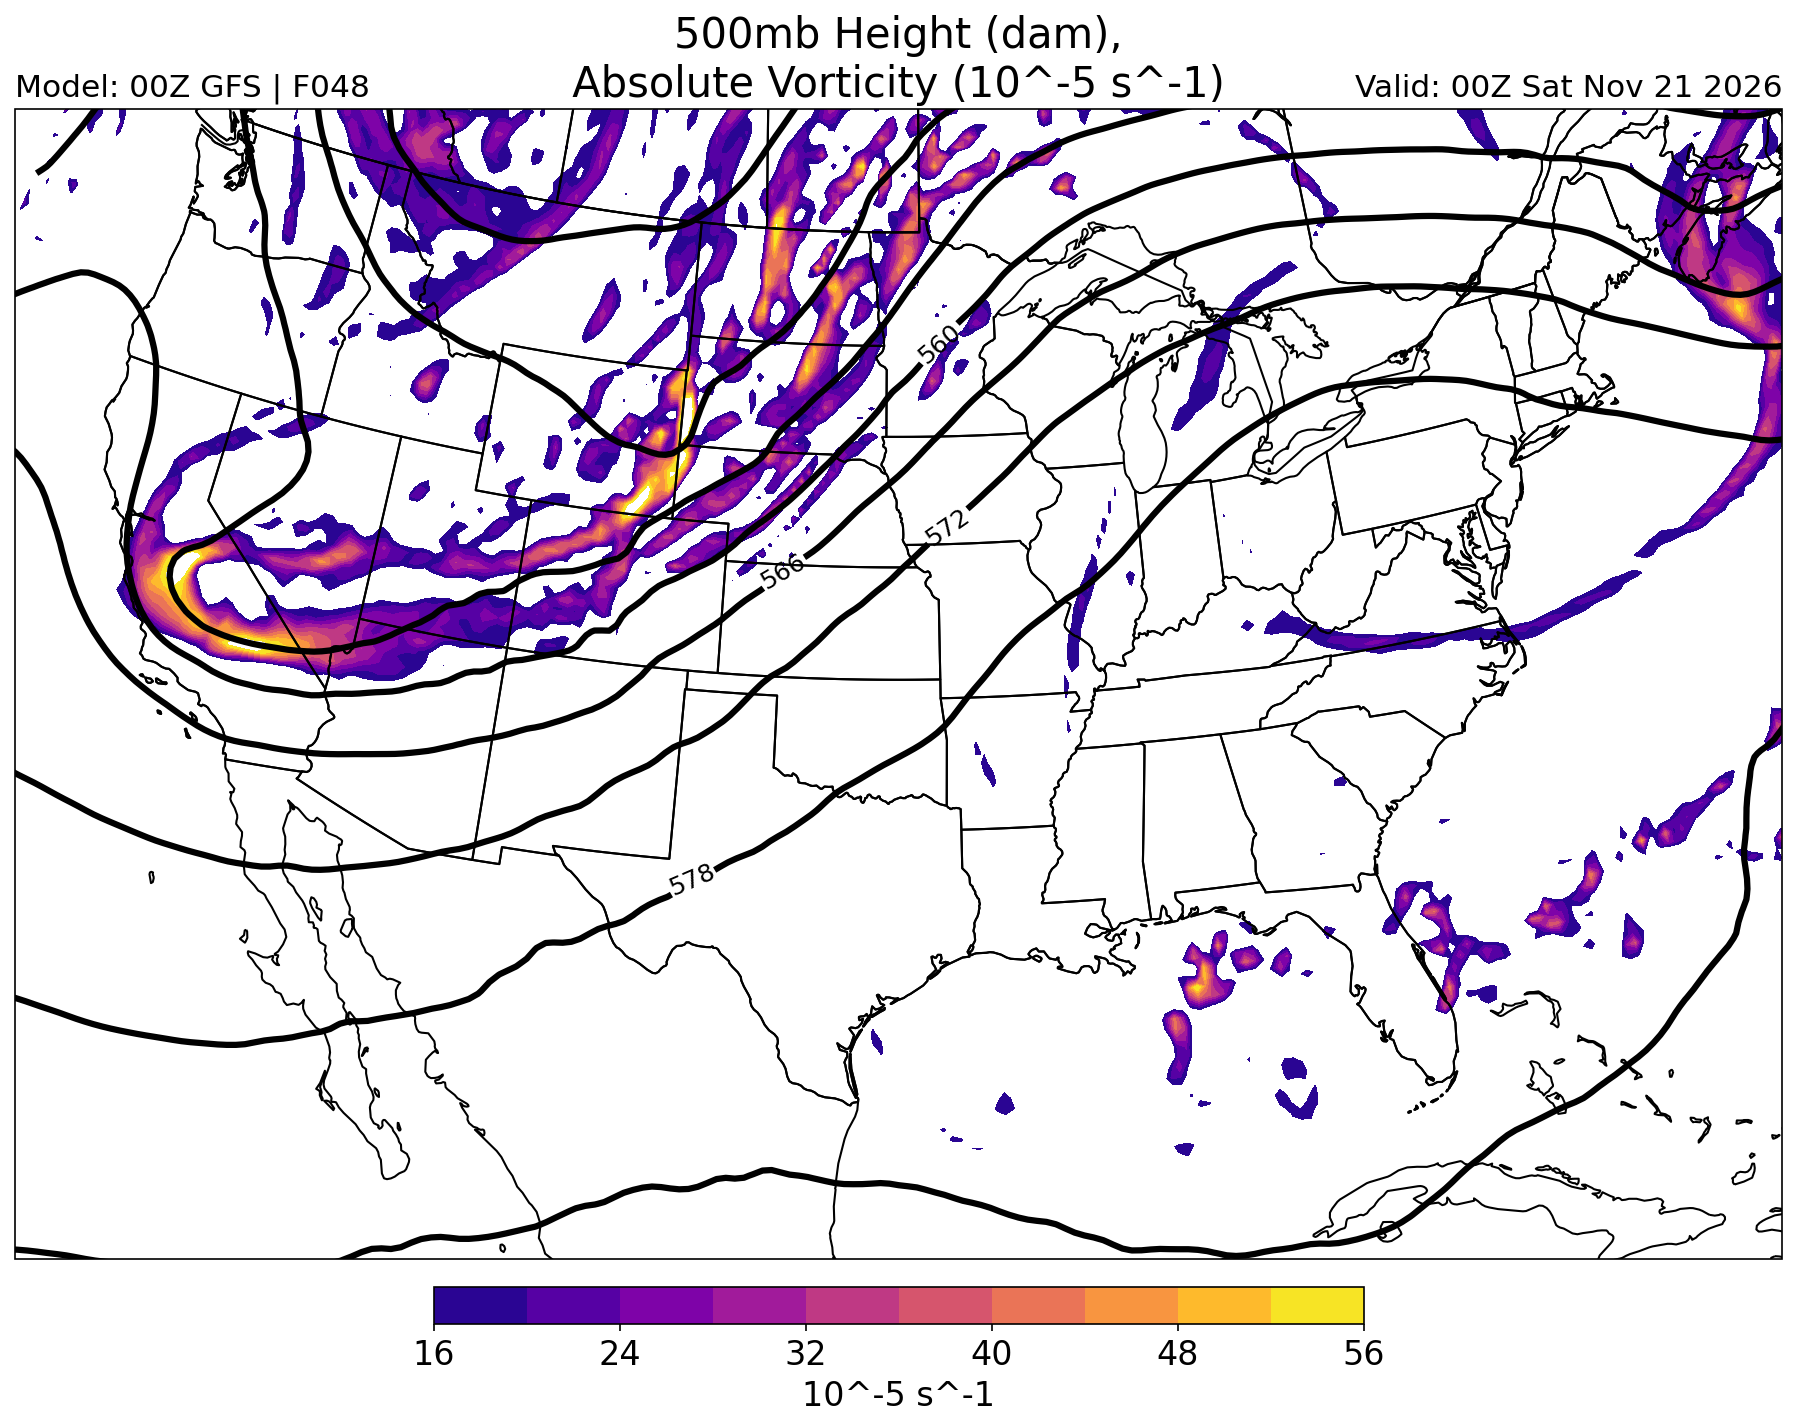 500mb Height (dam),
Absolute Vorticity (10^-5 s^-1)
Model: 00Z GFS | F048
Valid: 00Z Sat Nov 21 2026
560
572
566
578
16 24 32 40 48 56
10^-5 s^-1